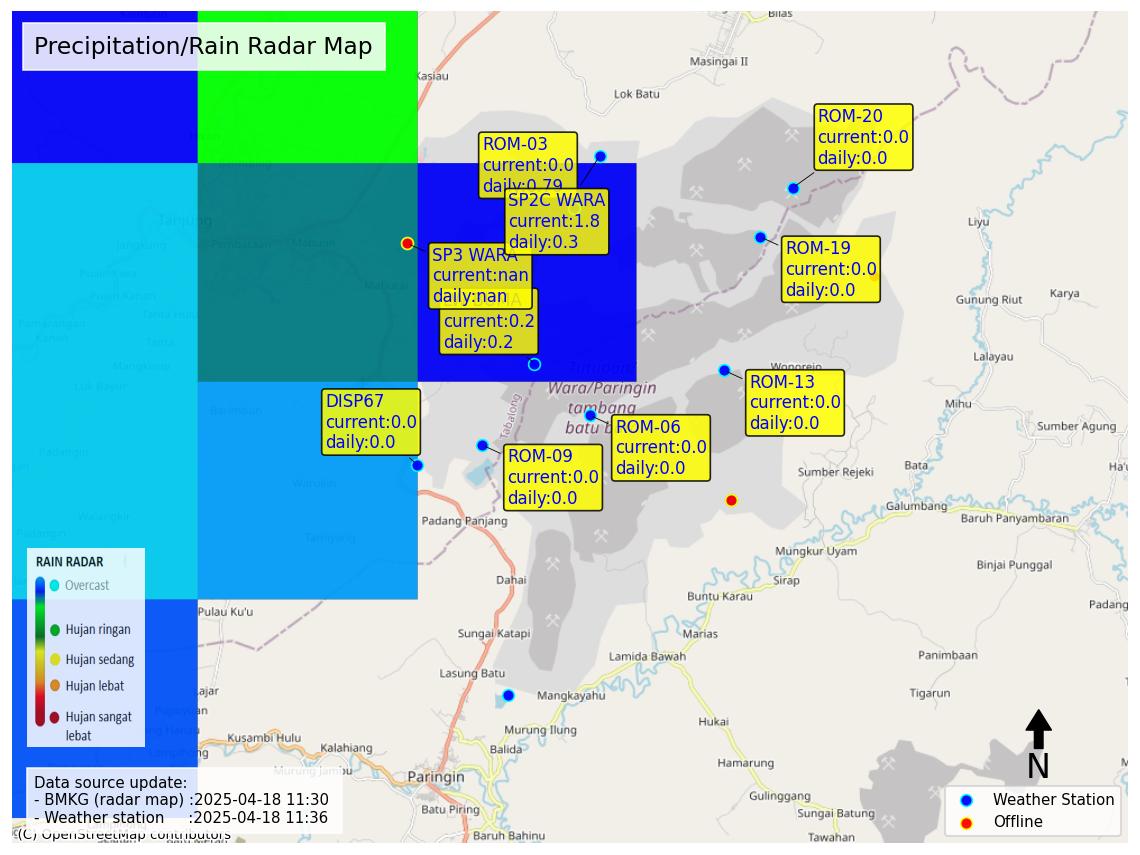 Precipitation/Rain Radar Map
Bilas
Masingai II
Kasiau
Lok Batu
ROM-20
current:0.0
daily:0.0
ROM-03
current:0.0
daily:0.79
SP2C WARA
current:1.8
daily:0.3
Tanjung
Jangkung
Pembataan
Mabuun
SP3 WARA
current:nan
daily:nan
current:0.2
daily:0.2
ROM-19
current:0.0
daily:0.0
Liyu
Gunung Riut
Karya
Mabuai
Lalayau
Wonorejo
Wara/Paringin
tambang
batu b
ROM-13
current:0.0
daily:0.0
Mihu
Sumber Agung
DISP67
current:0.0
daily:0.0
Tabalong
ROM-06
current:0.0
daily:0.0
ROM-09
current:0.0
daily:0.0
Sumber Rejeki
Bata
Ha'u
Galumbang
Baruh Panyambaran
Padang Panjang
Mungkur Uyam
Binjai Punggal
Dahai
Sirap
Buntu Karau
Padang
Pulau Ku'u
Sungai Katapi
Marias
Lamida Bawah
Panimbaan
Lasung Batu
Mangkayahu
Tigarun
Hukai
Murung Ilung
Kusambi Hulu
Kalahiang
Balida
Hamarung
Murung Jambu
Paringin
Gulinggang
Batu Piring
Sungai Batung
Baruh Bahinu
Tawahan
RAIN RADAR
Overcast
Hujan ringan
Hujan sedang
Hujan lebat
Hujan sangat
lebat
Data source update:
- BMKG (radar map) :2025-04-18 11:30
- Weather station :2025-04-18 11:36
(C) OpenStreetMap contributors
N
Weather Station
Offline